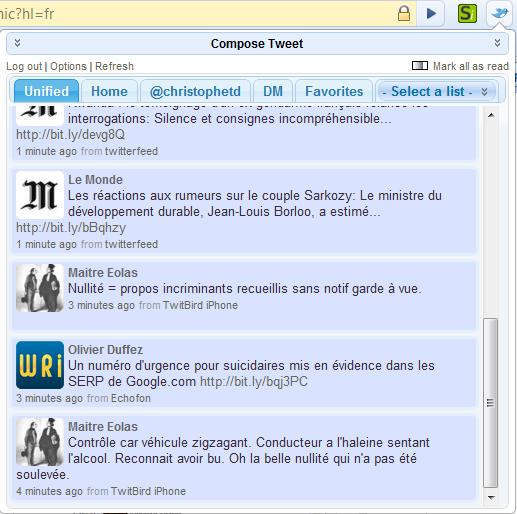 nic?hl=fr
Compose Tweet
Log out | Options | Refresh
Mark all as read
Unified
Home
@christophetd
DM
Favorites
- Select a list -
interrogations: Silence et consignes incompréhensible...
http://bit.ly/devg8Q
1 minute ago from twitterfeed
Le Monde
Les réactions aux rumeurs sur le couple Sarkozy: Le ministre du
développement durable, Jean-Louis Borloo, a estimé...
http://bit.ly/bBqhzy
1 minute ago from twitterfeed
Maitre Eolas
Nullité = propos incriminants recueillis sans notif garde à vue.
3 minutes ago from TwitBird iPhone
WRi
Olivier Duffez
Un numéro d'urgence pour suicidaires mis en évidence dans les
SERP de Google.com http://bit.ly/bqj3PC
3 minutes ago from Echofon
Maitre Eolas
Contrôle car véhicule zigzagant. Conducteur a l'haleine sentant
l'alcool. Reconnait avoir bu. Oh la belle nullité qui n'a pas été
soulevée.
4 minutes ago from TwitBird iPhone